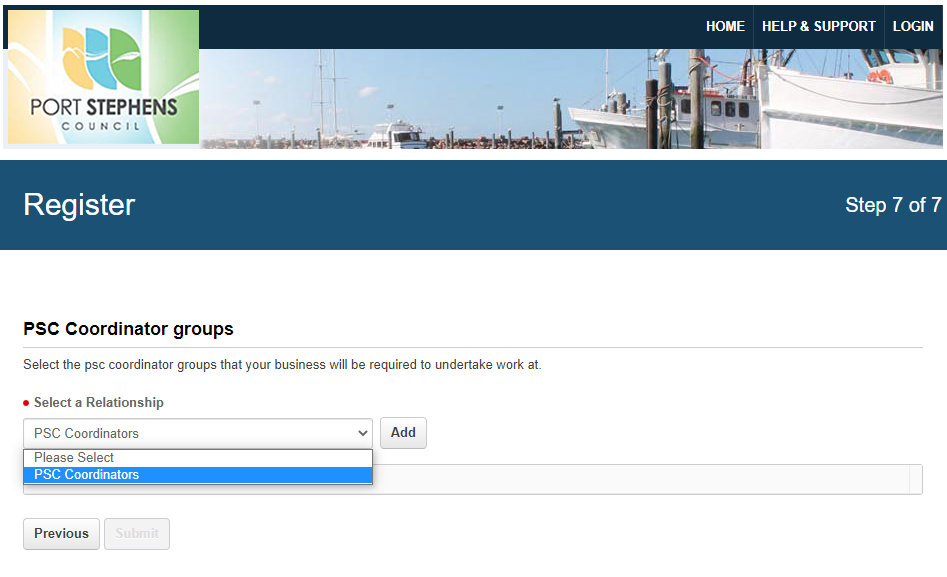 HOME
HELP & SUPPORT
LOGIN
PORT STEPHENS
COUNCIL
Register
Step 7 of 7
PSC Coordinator groups
Select the psc coordinator groups that your business will be required to undertake work at.
Select a Relationship
PSC Coordinators
Add
Please Select
PSC Coordinators
Previous
Submit